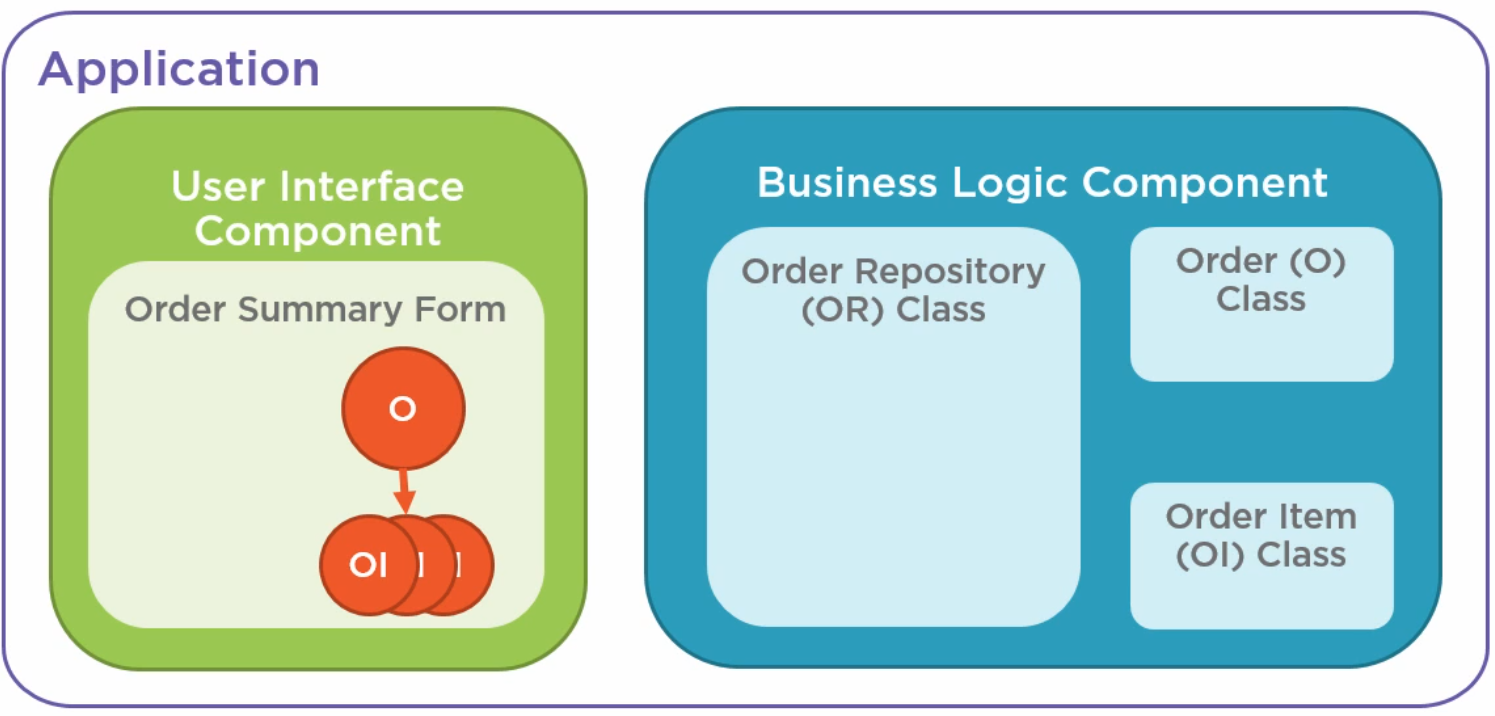 Application
User Interface
Component
Order Summary Form
O
OI
I
I
Business Logic Component
Order Repository
(OR) Class
Order (O)
Class
Order Item
(OI) Class